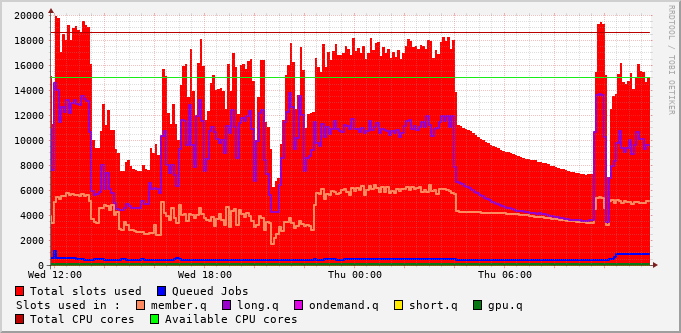 20000
18000
16000
14000
12000
10000
8000
6000
4000
2000
0
Wed 12:00 Wed 18:00 Thu 00:00 Thu 06:00
RRDTOOL / TOBI OETIKER
Total slots used Queued Jobs
Slots used in : member.q long.q ondemand.q short.q gpu.q
Total CPU cores Available CPU cores